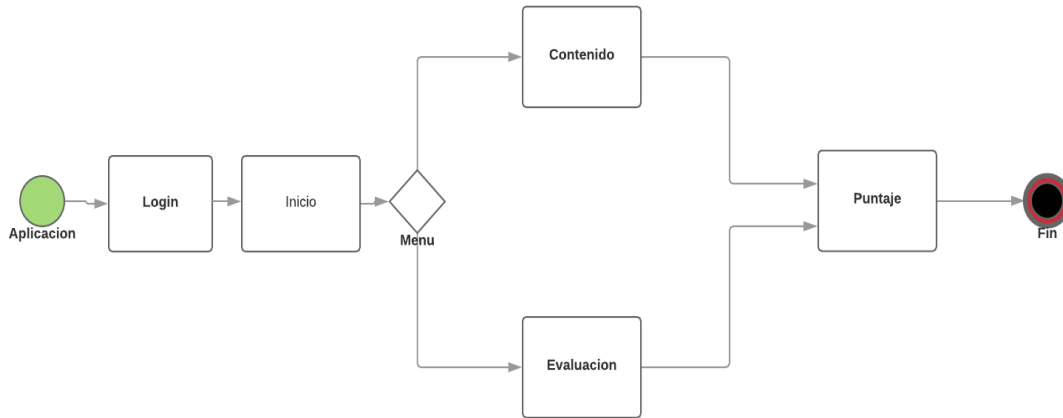 Contenido
Login
Inicio
Puntaje
Aplicacion
Menu
Fin
Evaluacion